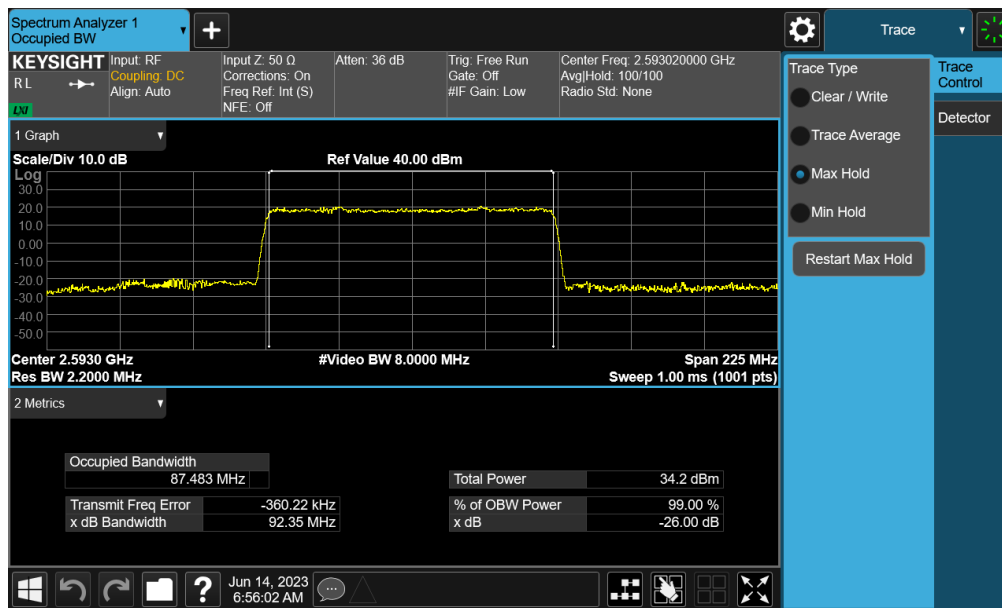 Spectrum Analyzer 1
Occupied BW
Trace
KEYSIGHT
R L
LXI
Input: RF
Coupling: DC
Align: Auto
Input Z: 50 Ω
Corrections: On
Freq Ref: Int (S)
NFE: Off
Atten: 36 dB
Trig: Free Run
Gate: Off
#IF Gain: Low
Center Freq: 2.593020000 GHz
Avg|Hold: 100/100
Radio Std: None
Trace Type
Clear / Write
Trace Average
Max Hold
Min Hold
Restart Max Hold
Trace
Control
Detector
1 Graph
Scale/Div 10.0 dB
Ref Value 40.00 dBm
Log
30.0
20.0
10.0
0.00
-10.0
-20.0
-30.0
-40.0
-50.0
Center 2.5930 GHz
#Video BW 8.0000 MHz
Span 225 MHz
Res BW 2.2000 MHz
Sweep 1.00 ms (1001 pts)
2 Metrics
Occupied Bandwidth
87.483 MHz
Total Power 34.2 dBm
Transmit Freq Error -360.22 kHz
% of OBW Power 99.00 %
x dB Bandwidth 92.35 MHz
x dB -26.00 dB
?
Jun 14, 2023
6:56:02 AM